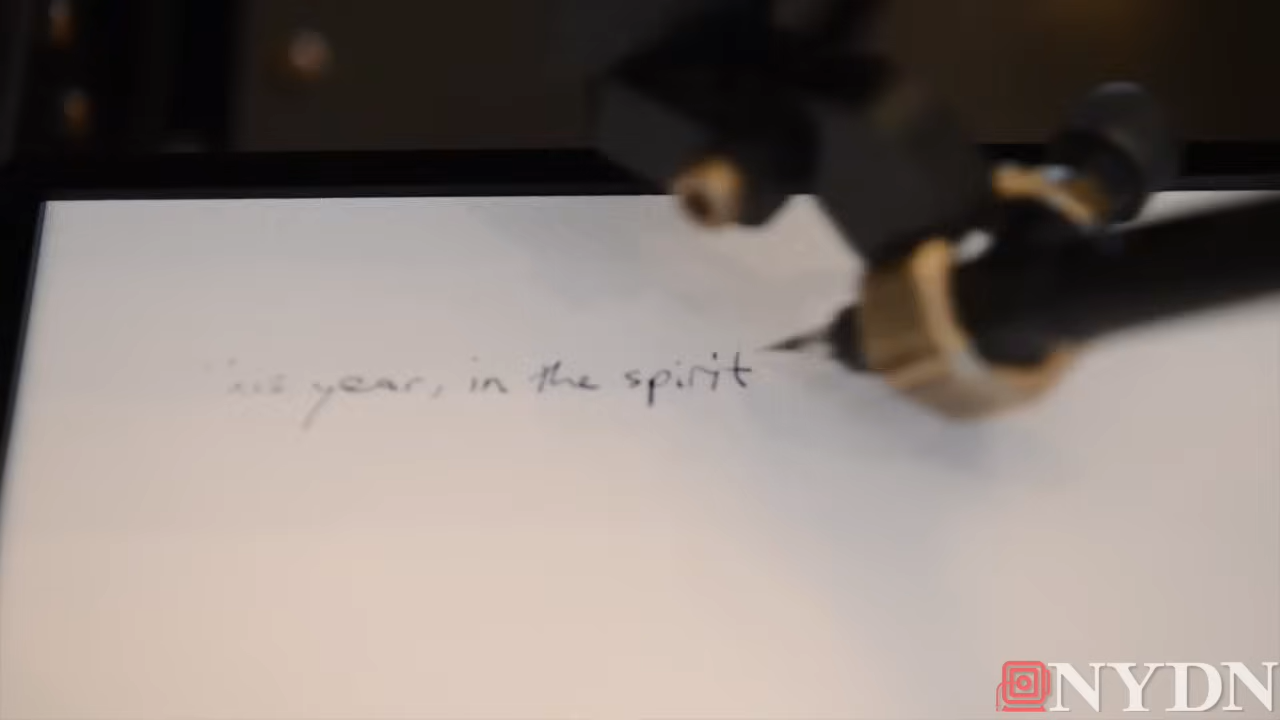 year, in the spirit
NYDN